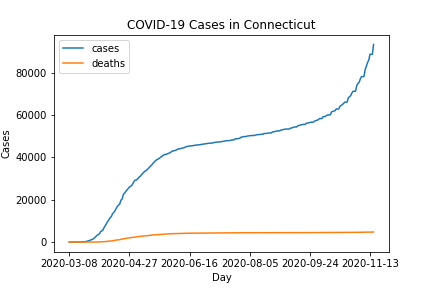 COVID-19 Cases in Connecticut
cases
deaths
80000
60000
40000
20000
0
Cases
2020-03-08 2020-04-27 2020-06-16 2020-08-05 2020-09-24 2020-11-13
Day